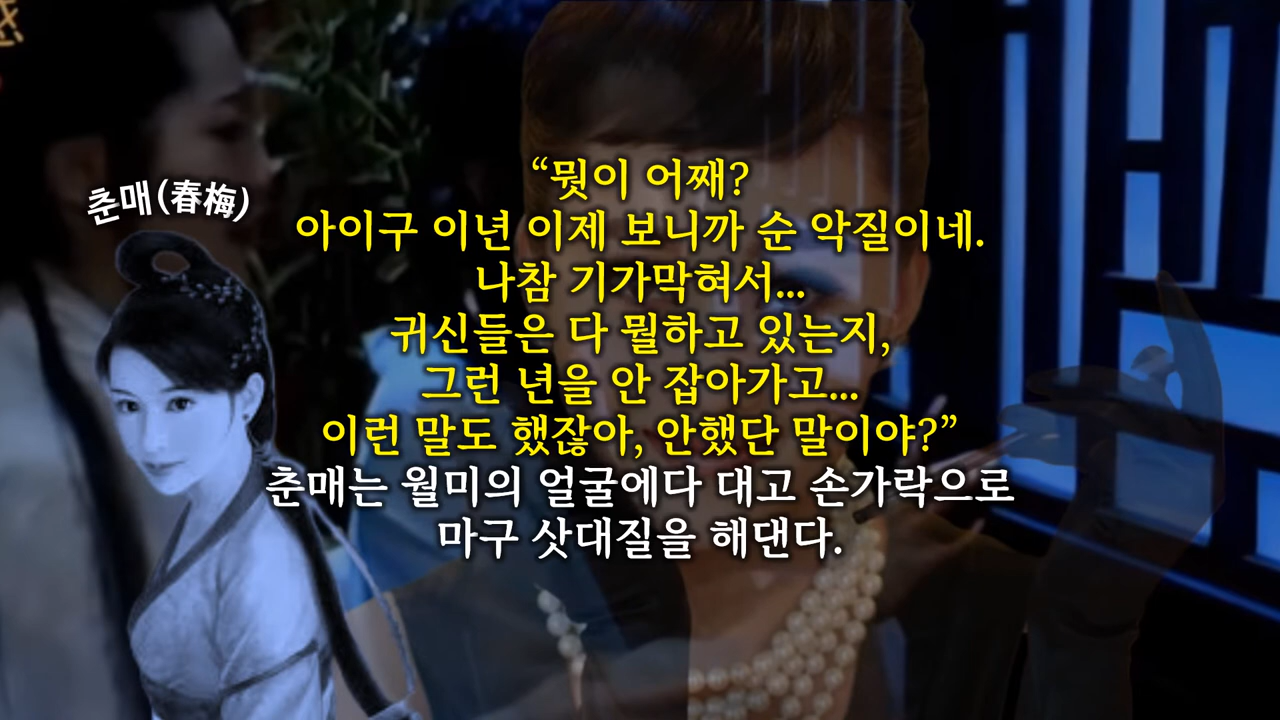 춘매(春梅)
“뭣이 어째?
아이구 이년 이제 보니까 순 악질이네.
나참 기가막혀서...
귀신들은 다 뭘하고 있는지,
그런 년을 안 잡아가고...
이런 말도 했잖아, 안했단 말이야?”
춘매는 월미의 얼굴에다 대고 손가락으로
마구 삿대질을 해댄다.